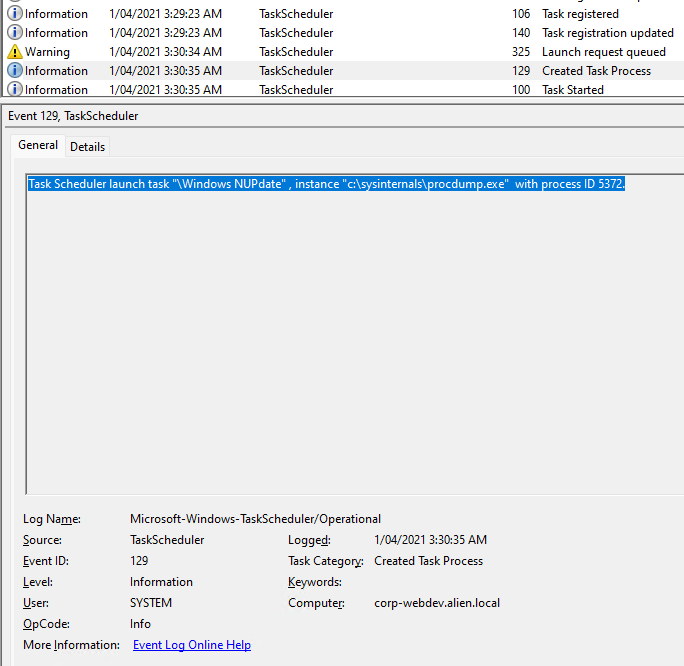 Information 1/04/2021 3:29:23 AM TaskScheduler 106 Task registered
Information 1/04/2021 3:29:23 AM TaskScheduler 140 Task registration updated
Warning 1/04/2021 3:30:34 AM TaskScheduler 325 Launch request queued
Information 1/04/2021 3:30:35 AM TaskScheduler 129 Created Task Process
Information 1/04/2021 3:30:35 AM TaskScheduler 100 Task Started
Event 129, TaskScheduler
General Details
Task Scheduler launch task "\Windows NUPdate" , instance "c:\sysinternals\procdump.exe"  with process ID 5372.
Log Name: Microsoft-Windows-TaskScheduler/Operational
Source: TaskScheduler Logged: 1/04/2021 3:30:35 AM
Event ID: 129 Task Category: Created Task Process
Level: Information Keywords:
User: SYSTEM Computer: corp-webdev.alien.local
OpCode: Info
More Information: Event Log Online Help